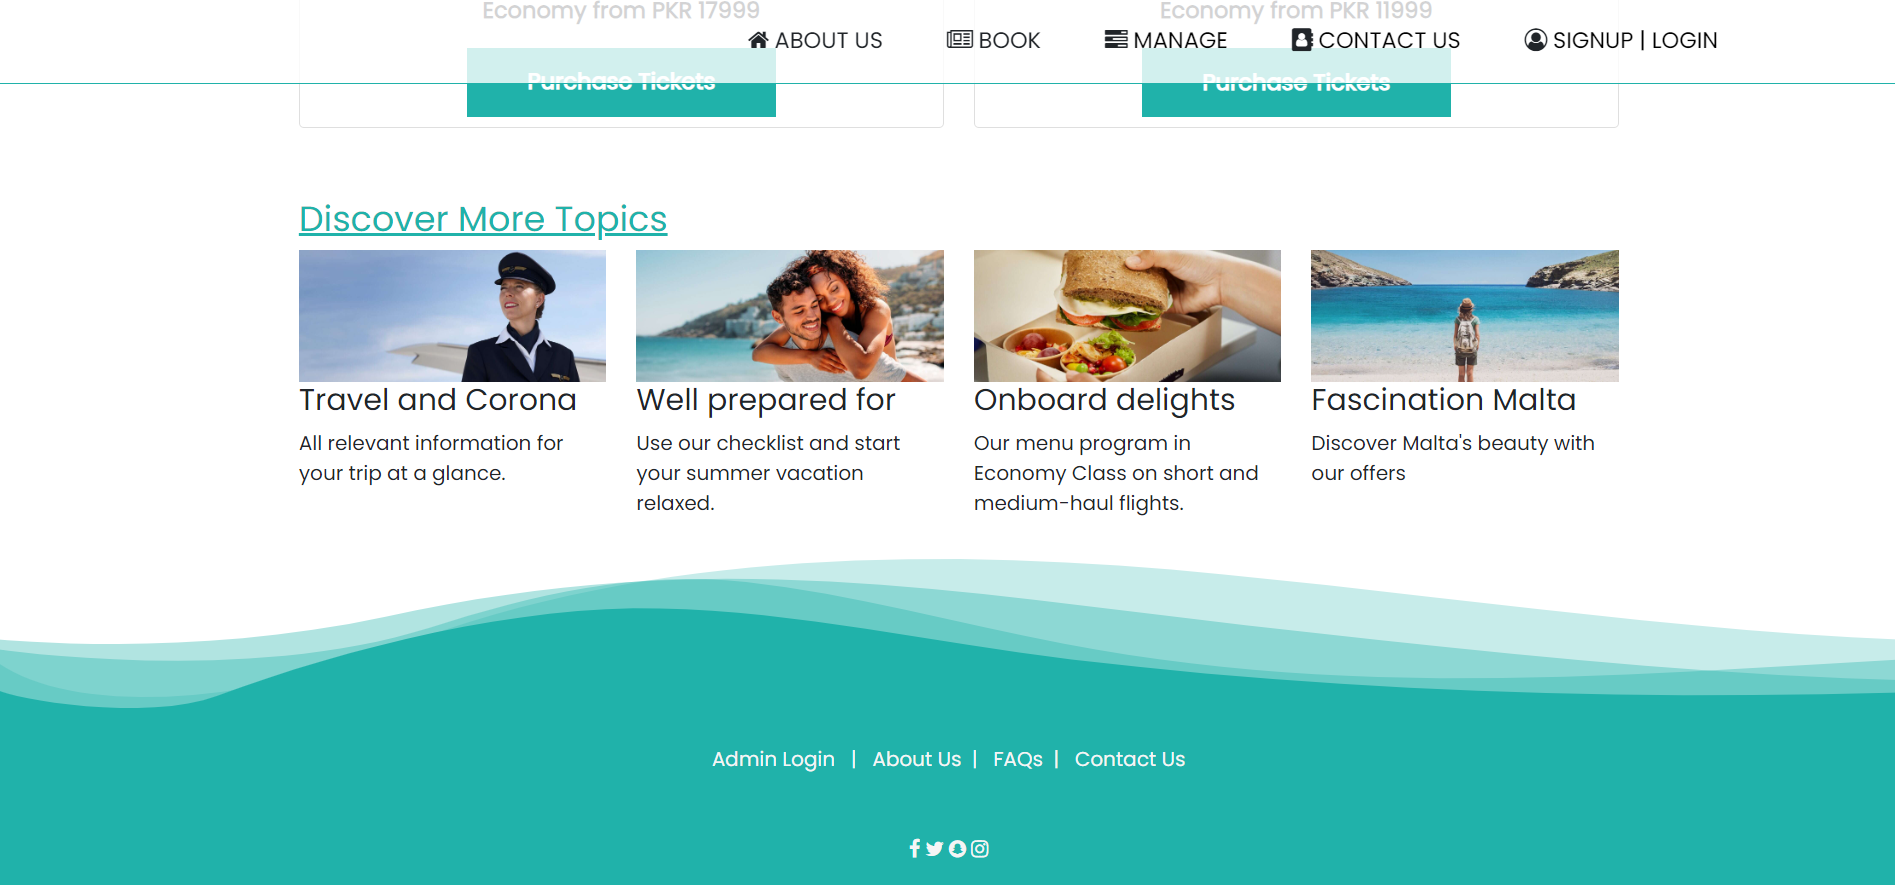 Economy from PKR 17999
Economy from PKR 11999
ABOUT US
BOOK
MANAGE
CONTACT US
SIGNUP | LOGIN
Purchase Tickets
Purchase Tickets
Discover More Topics
Travel and Corona
All relevant information for
your trip at a glance.
Well prepared for
Use our checklist and start
your summer vacation
relaxed.
Onboard delights
Our menu program in
Economy Class on short and
medium-haul flights.
Fascination Malta
Discover Malta's beauty with
our offers
Admin Login | About Us | FAQs | Contact Us